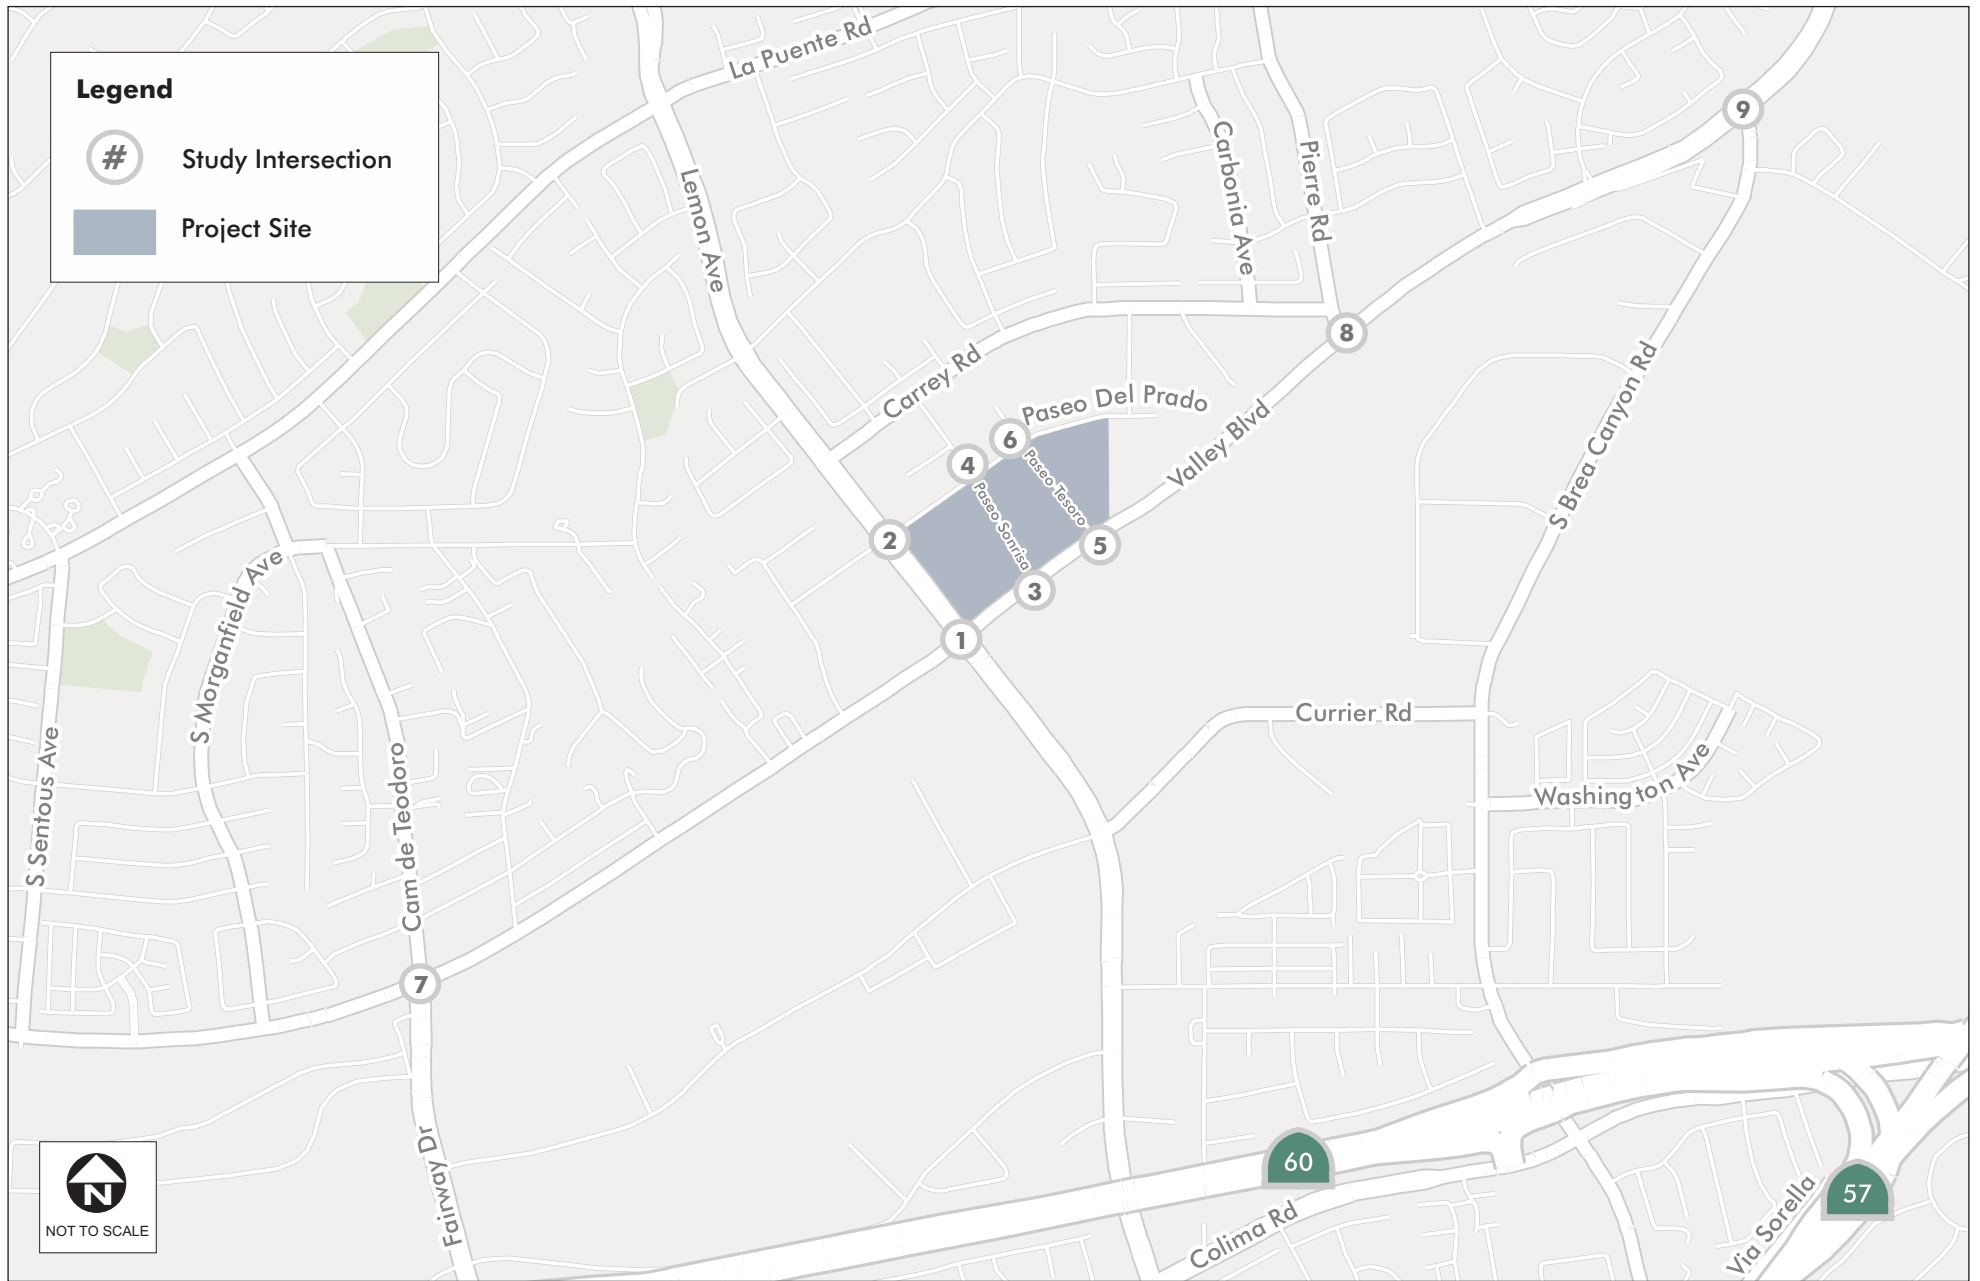 Legend
# Study Intersection
Project Site
La Puente Rd
Lemon Ave
Carbonia Ave
Pierre Rd
9
8
Carrey Rd
Paseo Del Prado
Valley Blvd
S Brea Canyon Rd
6
4
Paseo Tesoro
Paseo Sonrisa
2
5
3
1
S Morganfield Ave
S Sentous Ave
Cam de Teodoro
Currier Rd
Washington Ave
7
Fairway Dr
60
57
Colima Rd
Via Sorella
N
NOT TO SCALE